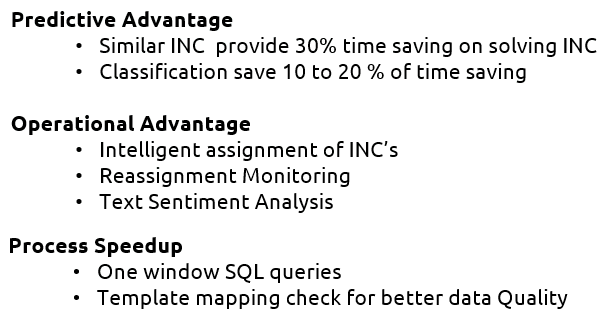 Predictive Advantage
• Similar INC provide 30% time saving on solving INC
• Classification save 10 to 20 % of time saving
Operational Advantage
• Intelligent assignment of INC’s
• Reassignment Monitoring
• Text Sentiment Analysis
Process Speedup
• One window SQL queries
• Template mapping check for better data Quality